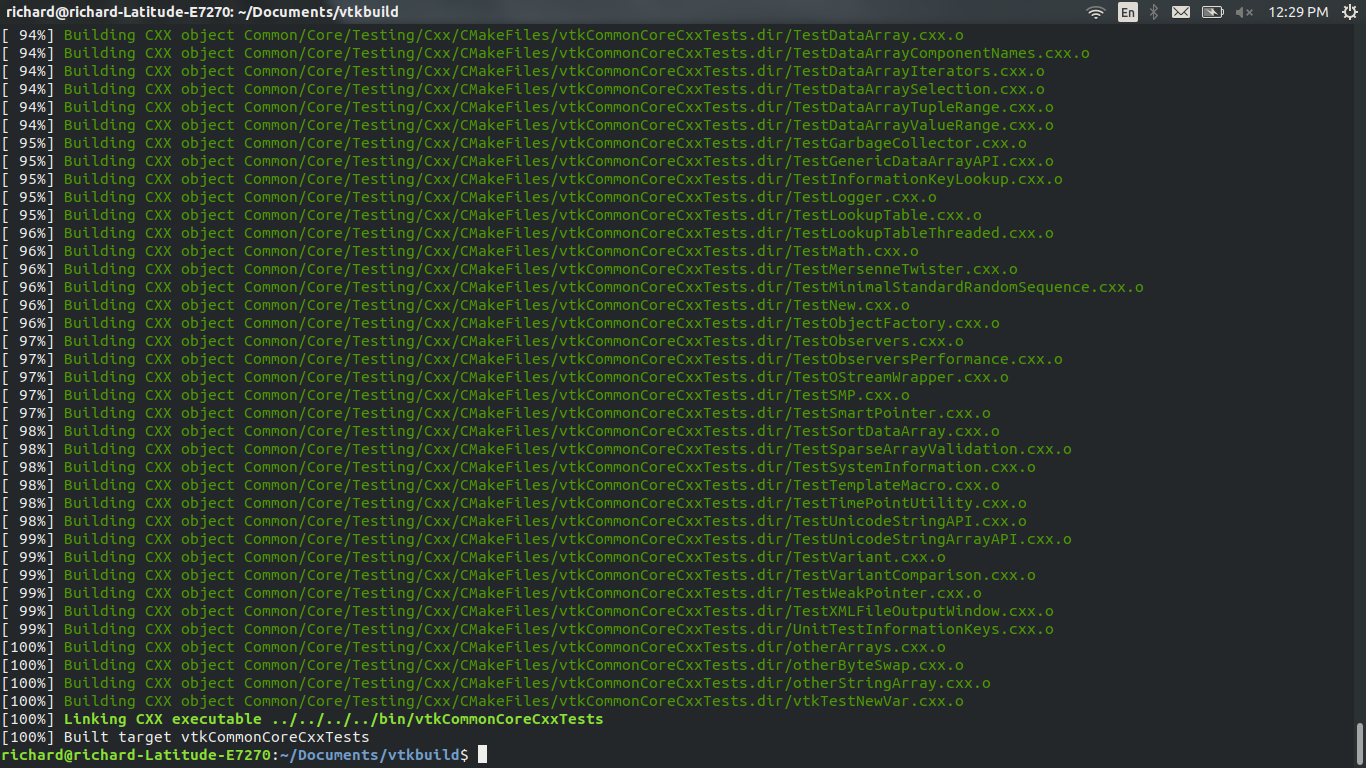 richard@richard-Latitude-E7270: ~/Documents/vtkbuild En 12:29 PM
[ 94%] Building CXX object Common/Core/Testing/Cxx/CMakeFiles/vtkCommonCoreCxxTests.dir/TestDataArray.cxx.o
[ 94%] Building CXX object Common/Core/Testing/Cxx/CMakeFiles/vtkCommonCoreCxxTests.dir/TestDataArrayComponentNames.cxx.o
[ 94%] Building CXX object Common/Core/Testing/Cxx/CMakeFiles/vtkCommonCoreCxxTests.dir/TestDataArrayIterators.cxx.o
[ 94%] Building CXX object Common/Core/Testing/Cxx/CMakeFiles/vtkCommonCoreCxxTests.dir/TestDataArraySelection.cxx.o
[ 94%] Building CXX object Common/Core/Testing/Cxx/CMakeFiles/vtkCommonCoreCxxTests.dir/TestDataArrayTupleRange.cxx.o
[ 94%] Building CXX object Common/Core/Testing/Cxx/CMakeFiles/vtkCommonCoreCxxTests.dir/TestDataArrayValueRange.cxx.o
[ 95%] Building CXX object Common/Core/Testing/Cxx/CMakeFiles/vtkCommonCoreCxxTests.dir/TestGarbageCollector.cxx.o
[ 95%] Building CXX object Common/Core/Testing/Cxx/CMakeFiles/vtkCommonCoreCxxTests.dir/TestGenericDataArrayAPI.cxx.o
[ 95%] Building CXX object Common/Core/Testing/Cxx/CMakeFiles/vtkCommonCoreCxxTests.dir/TestInformationKeyLookup.cxx.o
[ 95%] Building CXX object Common/Core/Testing/Cxx/CMakeFiles/vtkCommonCoreCxxTests.dir/TestLogger.cxx.o
[ 95%] Building CXX object Common/Core/Testing/Cxx/CMakeFiles/vtkCommonCoreCxxTests.dir/TestLookupTable.cxx.o
[ 96%] Building CXX object Common/Core/Testing/Cxx/CMakeFiles/vtkCommonCoreCxxTests.dir/TestLookupTableThreaded.cxx.o
[ 96%] Building CXX object Common/Core/Testing/Cxx/CMakeFiles/vtkCommonCoreCxxTests.dir/TestMath.cxx.o
[ 96%] Building CXX object Common/Core/Testing/Cxx/CMakeFiles/vtkCommonCoreCxxTests.dir/TestMersenneTwister.cxx.o
[ 96%] Building CXX object Common/Core/Testing/Cxx/CMakeFiles/vtkCommonCoreCxxTests.dir/TestMinimalStandardRandomSequence.cxx.o
[ 96%] Building CXX object Common/Core/Testing/Cxx/CMakeFiles/vtkCommonCoreCxxTests.dir/TestNew.cxx.o
[ 96%] Building CXX object Common/Core/Testing/Cxx/CMakeFiles/vtkCommonCoreCxxTests.dir/TestObjectFactory.cxx.o
[ 97%] Building CXX object Common/Core/Testing/Cxx/CMakeFiles/vtkCommonCoreCxxTests.dir/TestObservers.cxx.o
[ 97%] Building CXX object Common/Core/Testing/Cxx/CMakeFiles/vtkCommonCoreCxxTests.dir/TestObserversPerformance.cxx.o
[ 97%] Building CXX object Common/Core/Testing/Cxx/CMakeFiles/vtkCommonCoreCxxTests.dir/TestOStreamWrapper.cxx.o
[ 97%] Building CXX object Common/Core/Testing/Cxx/CMakeFiles/vtkCommonCoreCxxTests.dir/TestSMP.cxx.o
[ 97%] Building CXX object Common/Core/Testing/Cxx/CMakeFiles/vtkCommonCoreCxxTests.dir/TestSmartPointer.cxx.o
[ 98%] Building CXX object Common/Core/Testing/Cxx/CMakeFiles/vtkCommonCoreCxxTests.dir/TestSortDataArray.cxx.o
[ 98%] Building CXX object Common/Core/Testing/Cxx/CMakeFiles/vtkCommonCoreCxxTests.dir/TestSparseArrayValidation.cxx.o
[ 98%] Building CXX object Common/Core/Testing/Cxx/CMakeFiles/vtkCommonCoreCxxTests.dir/TestSystemInformation.cxx.o
[ 98%] Building CXX object Common/Core/Testing/Cxx/CMakeFiles/vtkCommonCoreCxxTests.dir/TestTemplateMacro.cxx.o
[ 98%] Building CXX object Common/Core/Testing/Cxx/CMakeFiles/vtkCommonCoreCxxTests.dir/TestTimePointUtility.cxx.o
[ 98%] Building CXX object Common/Core/Testing/Cxx/CMakeFiles/vtkCommonCoreCxxTests.dir/TestUnicodeStringAPI.cxx.o
[ 99%] Building CXX object Common/Core/Testing/Cxx/CMakeFiles/vtkCommonCoreCxxTests.dir/TestUnicodeStringArrayAPI.cxx.o
[ 99%] Building CXX object Common/Core/Testing/Cxx/CMakeFiles/vtkCommonCoreCxxTests.dir/TestVariant.cxx.o
[ 99%] Building CXX object Common/Core/Testing/Cxx/CMakeFiles/vtkCommonCoreCxxTests.dir/TestVariantComparison.cxx.o
[ 99%] Building CXX object Common/Core/Testing/Cxx/CMakeFiles/vtkCommonCoreCxxTests.dir/TestWeakPointer.cxx.o
[ 99%] Building CXX object Common/Core/Testing/Cxx/CMakeFiles/vtkCommonCoreCxxTests.dir/TestXMLFileOutputWindow.cxx.o
[ 99%] Building CXX object Common/Core/Testing/Cxx/CMakeFiles/vtkCommonCoreCxxTests.dir/UnitTestInformationKeys.cxx.o
[100%] Building CXX object Common/Core/Testing/Cxx/CMakeFiles/vtkCommonCoreCxxTests.dir/otherArrays.cxx.o
[100%] Building CXX object Common/Core/Testing/Cxx/CMakeFiles/vtkCommonCoreCxxTests.dir/otherByteSwap.cxx.o
[100%] Building CXX object Common/Core/Testing/Cxx/CMakeFiles/vtkCommonCoreCxxTests.dir/otherStringArray.cxx.o
[100%] Building CXX object Common/Core/Testing/Cxx/CMakeFiles/vtkCommonCoreCxxTests.dir/vtkTestNewVar.cxx.o
[100%] Linking CXX executable ../../../../bin/vtkCommonCoreCxxTests
[100%] Built target vtkCommonCoreCxxTests
richard@richard-Latitude-E7270:~/Documents/vtkbuild$